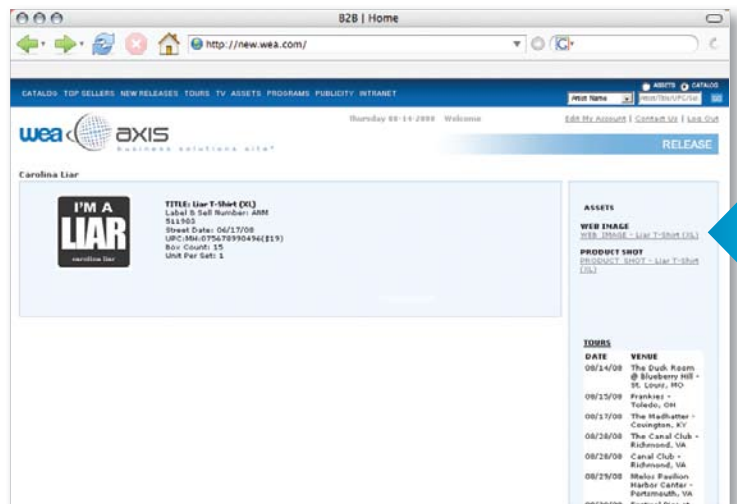 B2B | Home
http://new.wea.com/
CATALOG TOP SELLERS NEW RELEASES TOURS TV ASSETS PROGRAMS PUBLICITY INTRANET
ASSETS CATALOG
Artist Name
wea axis
business solutions site
Thursday 08-14-2008 Welcome
Edit My Account | Contact Us | Log Out
RELEASE
Carolina Liar
I'M A
LIAR
carolina liar
TITLE: Liar T-Shirt (XL)
Label & Sell Number: ARM
511903
Street Date: 06/17/08
UPC:MH:075678990496($19)
Box Count: 15
Unit Per Set: 1
ASSETS
WEB IMAGE
WEB IMAGE - Liar T-Shirt (XL)
PRODUCT SHOT
PRODUCT SHOT - Liar T-Shirt
(XL)
TOURS
DATE VENUE
08/14/08 The Duck Room
@ Blueberry Hill -
St. Louis, MO
08/15/08 Frankies -
Toledo, OH
08/17/08 The Madhatter -
Covington, KY
08/28/08 The Canal Club -
Richmond, VA
08/28/08 Canal Club -
Richmond, VA
08/29/08 Pavilion
Harbor Center -
Portsmouth, VA